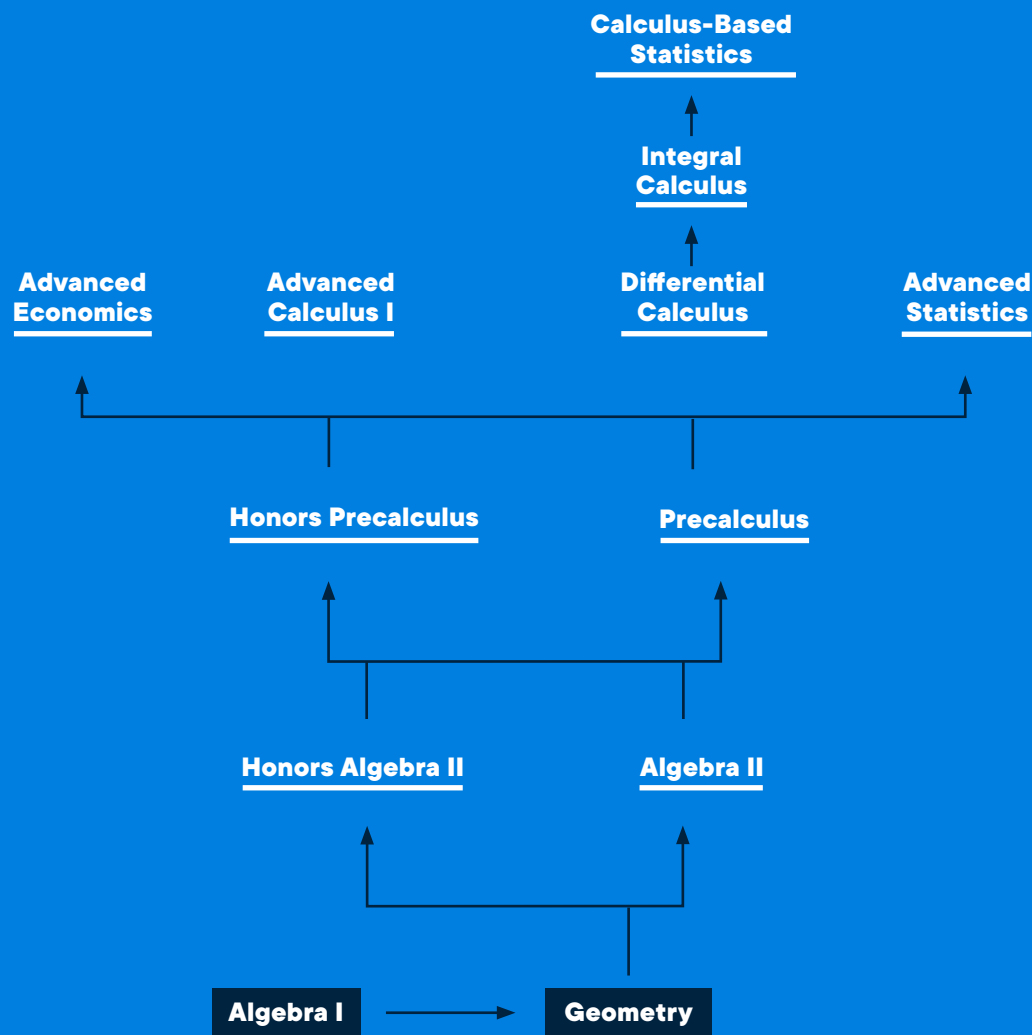 Calculus-Based
Statistics
Integral
Calculus
Advanced
Economics
Advanced
Calculus I
Differential
Calculus
Advanced
Statistics
Honors Precalculus
Precalculus
Honors Algebra II
Algebra II
Algebra I
Geometry